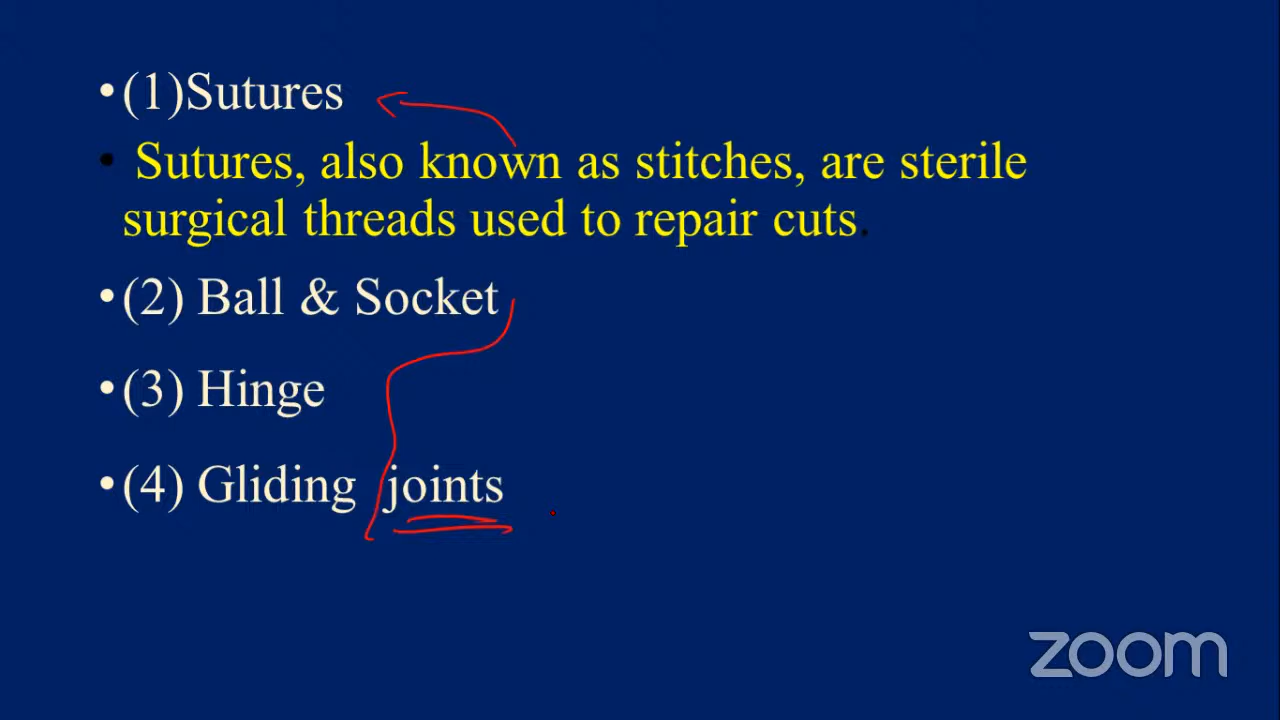 • (1)Sutures
• Sutures, also known as stitches, are sterile
surgical threads used to repair cuts.
• (2) Ball & Socket
• (3) Hinge
• (4) Gliding joints
zoom